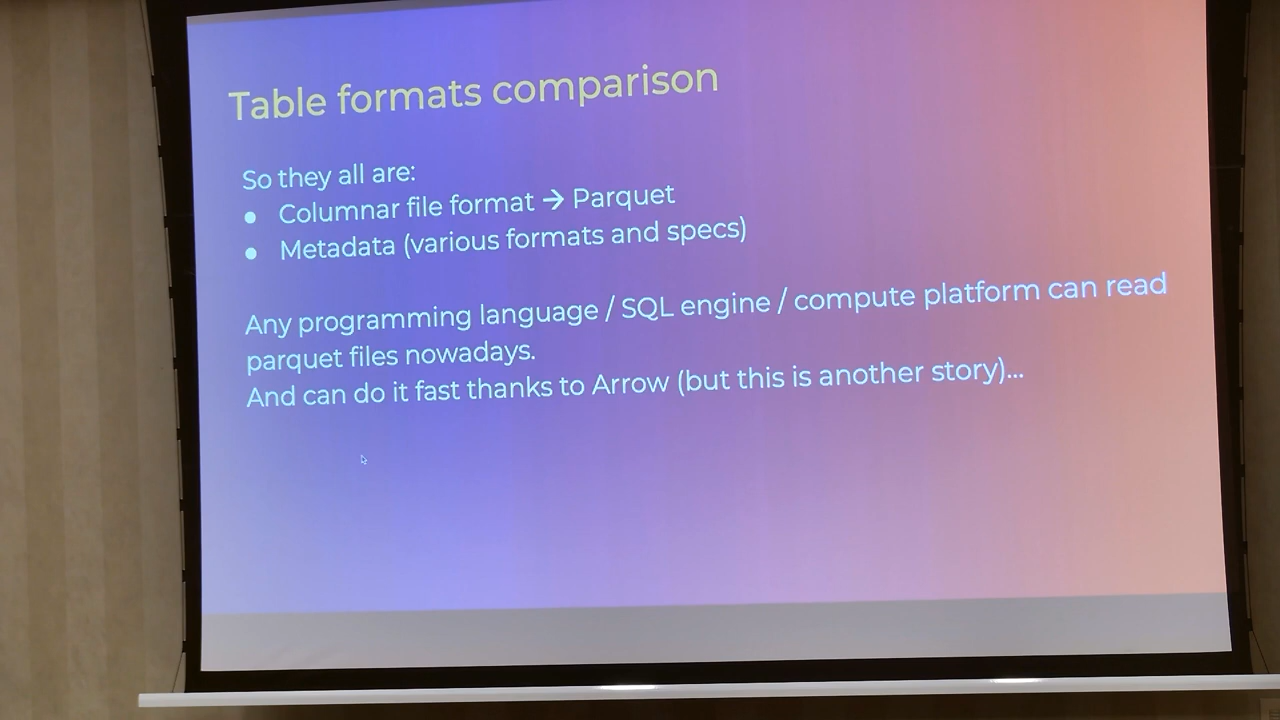 Table formats comparison
So they all are:
● Columnar file format → Parquet
● Metadata (various formats and specs)
Any programming language / SQL engine / compute platform can read
parquet files nowadays.
And can do it fast thanks to Arrow (but this is another story)...